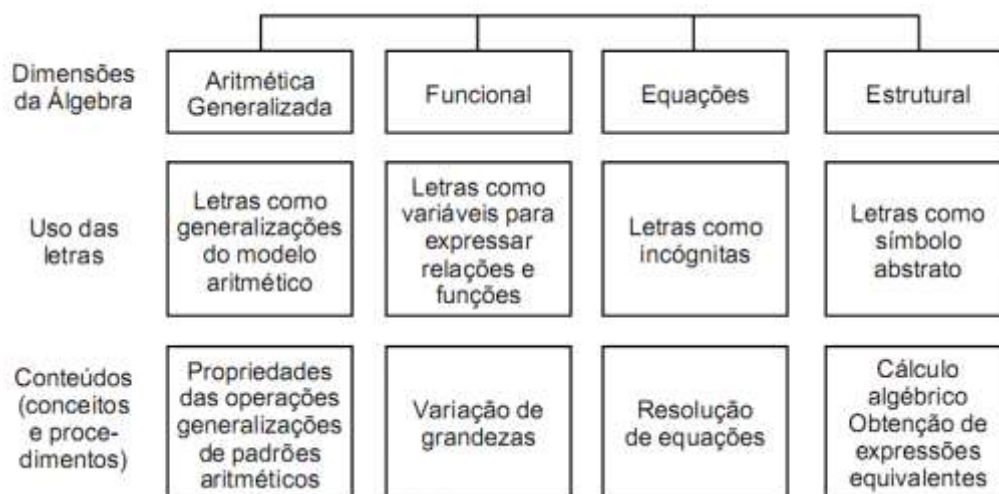 Dimensões
da Álgebra
Aritmética
Generalizada
Funcional
Equações
Estrutural
Uso das
letras
Letras como
generalizações
do modelo
aritmético
Letras como
variáveis para
expressar
relações e
funções
Letras como
incógnitas
Letras como
símbolo
abstrato
Conteúdos
(conceitos
e proce-
dimentos)
Propriedades
das operações
generalizações
de padrões
aritméticos
Variação de
grandezas
Resolução
de equações
Cálculo
algébrico
Obtenção de
expressões
equivalentes